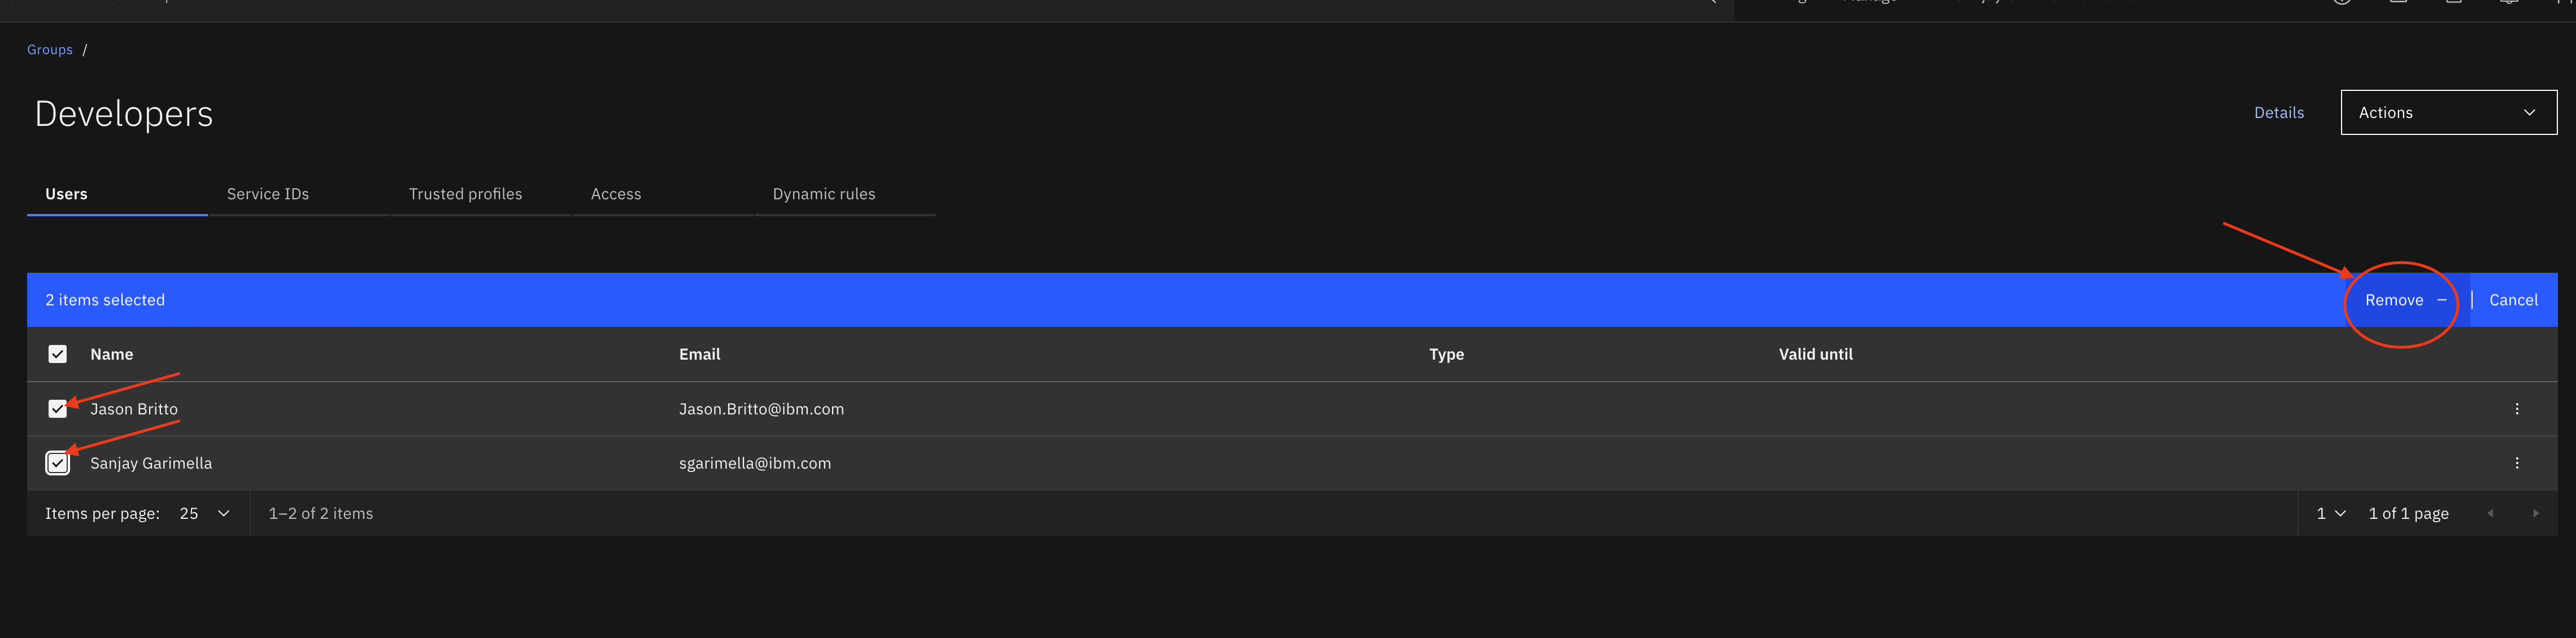 Groups /
Developers
Details
Actions
Users
Service IDs
Trusted profiles
Access
Dynamic rules
2 items selected
Remove
Cancel
Name
Email
Type
Valid until
Jason Britto
Jason.Britto@ibm.com
Sanjay Garimella
sgarimella@ibm.com
Items per page: 25
1–2 of 2 items
1
1 of 1 page